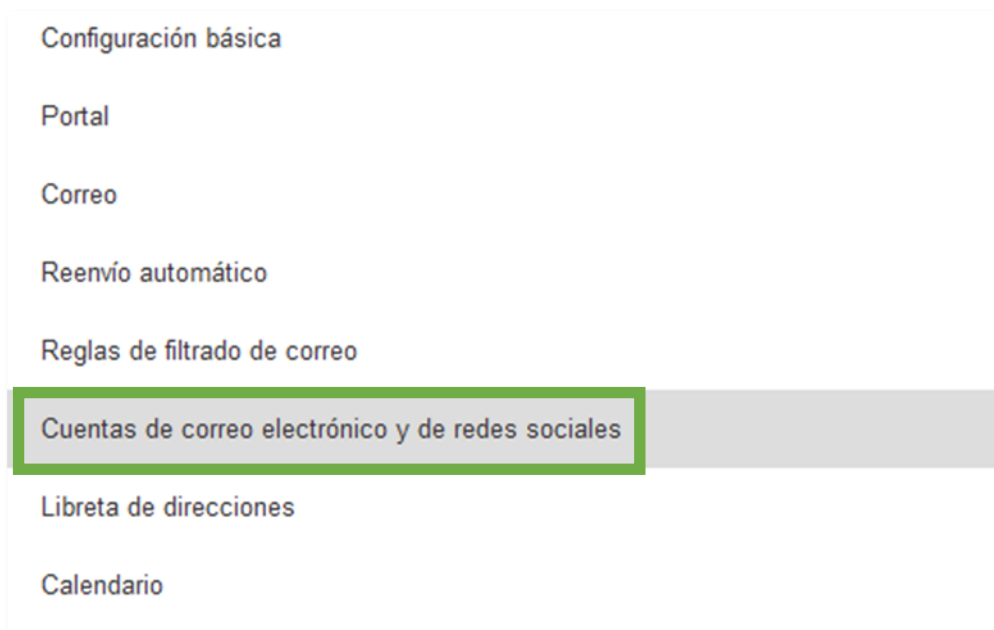 Configuración básica
Portal
Correo
Reenvío automático
Reglas de filtrado de correo
Cuentas de correo electrónico y de redes sociales
Libreta de direcciones
Calendario